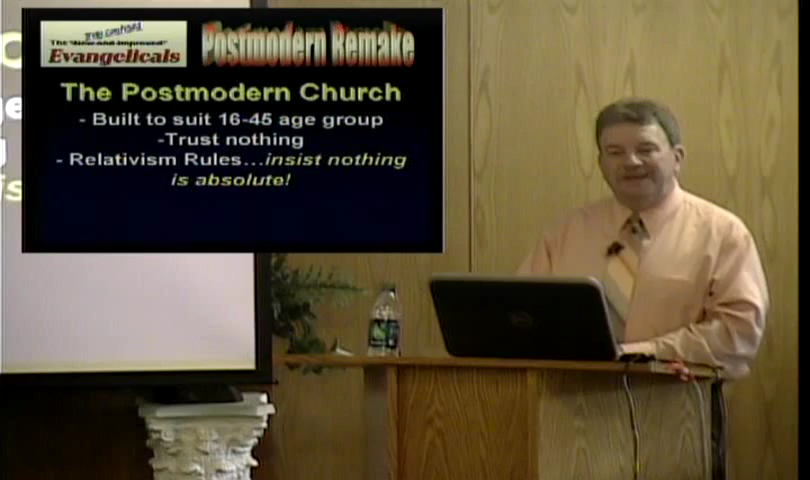 The "New and Improved"
Evangelicals
Postmodern Remake
The Postmodern Church
- Built to suit 16-45 age group
-Trust nothing
- Relativism Rules...insist nothing
is absolute!